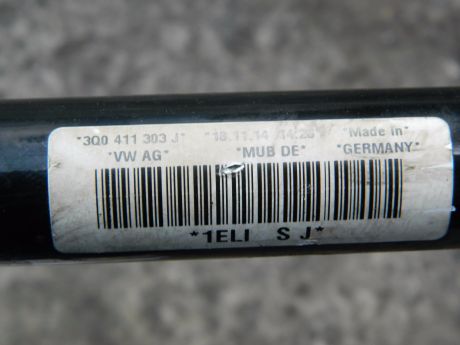 *3Q0 411 303 J* *18.11.14 14:26* *Made in*
*VW AG* *MUB DE* *GERMANY*
*1ELI S J*